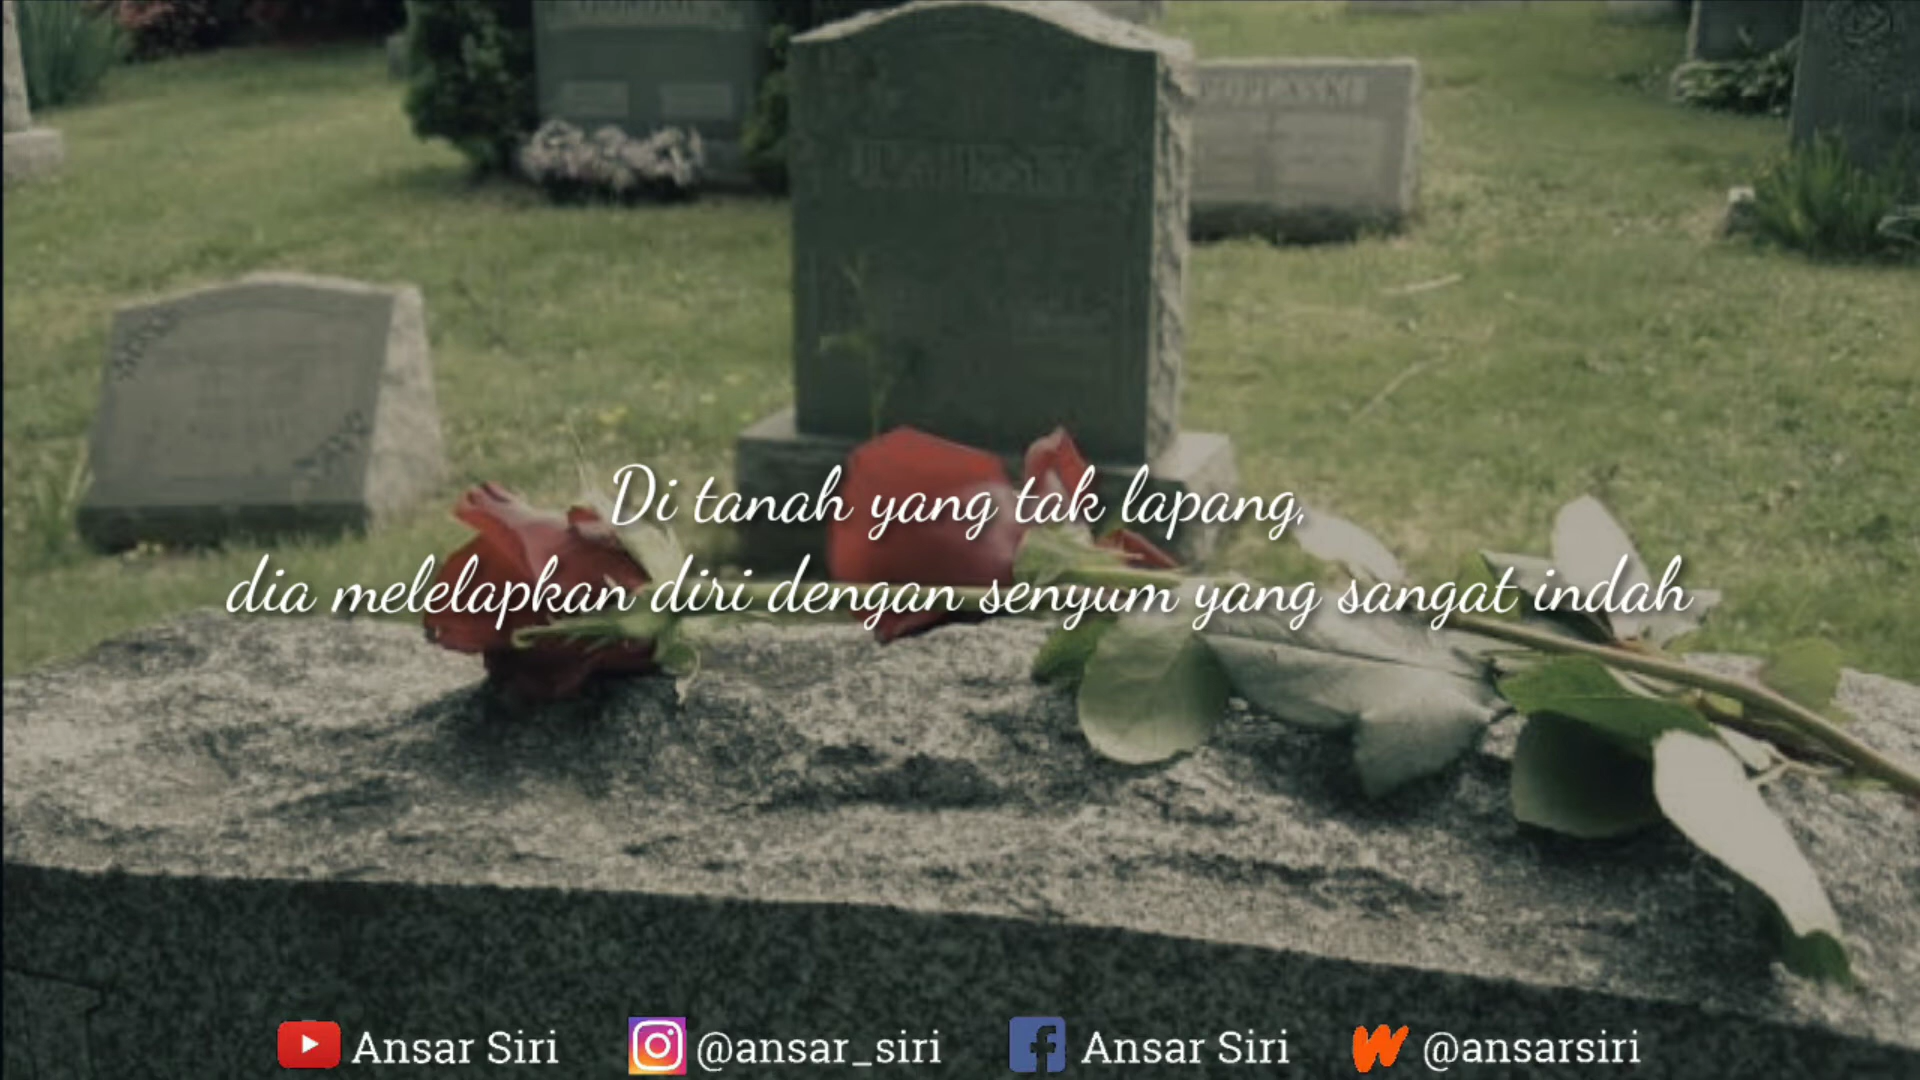 Di tanah yang tak lapang,
dia melelapkan diri dengan senyum yang sangat indah
Ansar Siri @ansar_siri Ansar Siri @ansarsiri